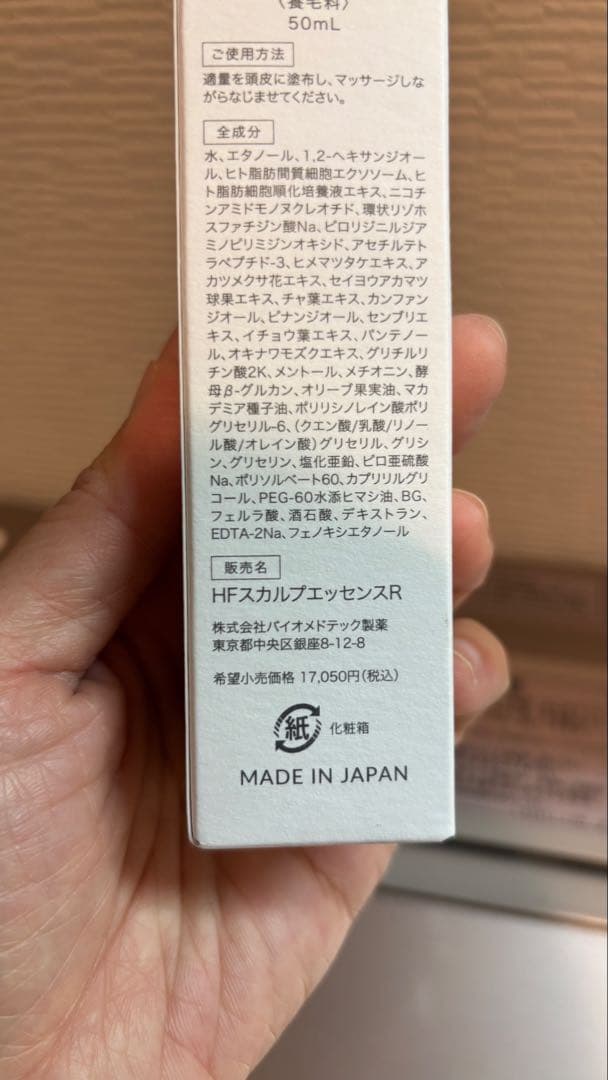 〈養毛料〉
50mL
ご使用方法
適量を頭皮に塗布し、マッサージしな
がらなじませてください。
全成分
水、エタノール、1,2-ヘキサンジオー
ル、ヒト脂肪間質細胞エクソソーム、ヒ
ト脂肪細胞順化培養液エキス、ニコチ
ンアミドモノヌクレオチド、環状リゾホ
スファチジン酸Na、ピロリジニルジア
ミノピリミジンオキシド、アセチルテト
ラペプチド-3、ヒメマツタケエキス、ア
カツメクサ花エキス、セイヨウアカマツ
球果エキス、チャ葉エキス、カンファン
ジオール、ピナンジオール、センブリエ
キス、イチョウ葉エキス、パンテノー
ル、オキナワモズクエキス、グリチルリ
チン酸2K、メントール、メチオニン、酵
母β-グルカン、オリーブ果実油、マカ
デミア種子油、ポリリシノレイン酸ポリ
グリセリル-6、(クエン酸/乳酸/リノー
ル酸/オレイン酸)グリセリル、グリシ
ン、グリセリン、塩化亜鉛、ピロ亜硫酸
Na、ポリソルベート60、カプリリルグリ
コール、PEG-60水添ヒマシ油、BG、
フェルラ酸、酒石酸、デキストラン、
EDTA-2Na、フェノキシエタノール
販売名
HFスカルプエッセンスR
株式会社バイオメドテック製薬
東京都中央区銀座8-12-8
希望小売価格 17,050円(税込)
紙 化粧箱
MADE IN JAPAN